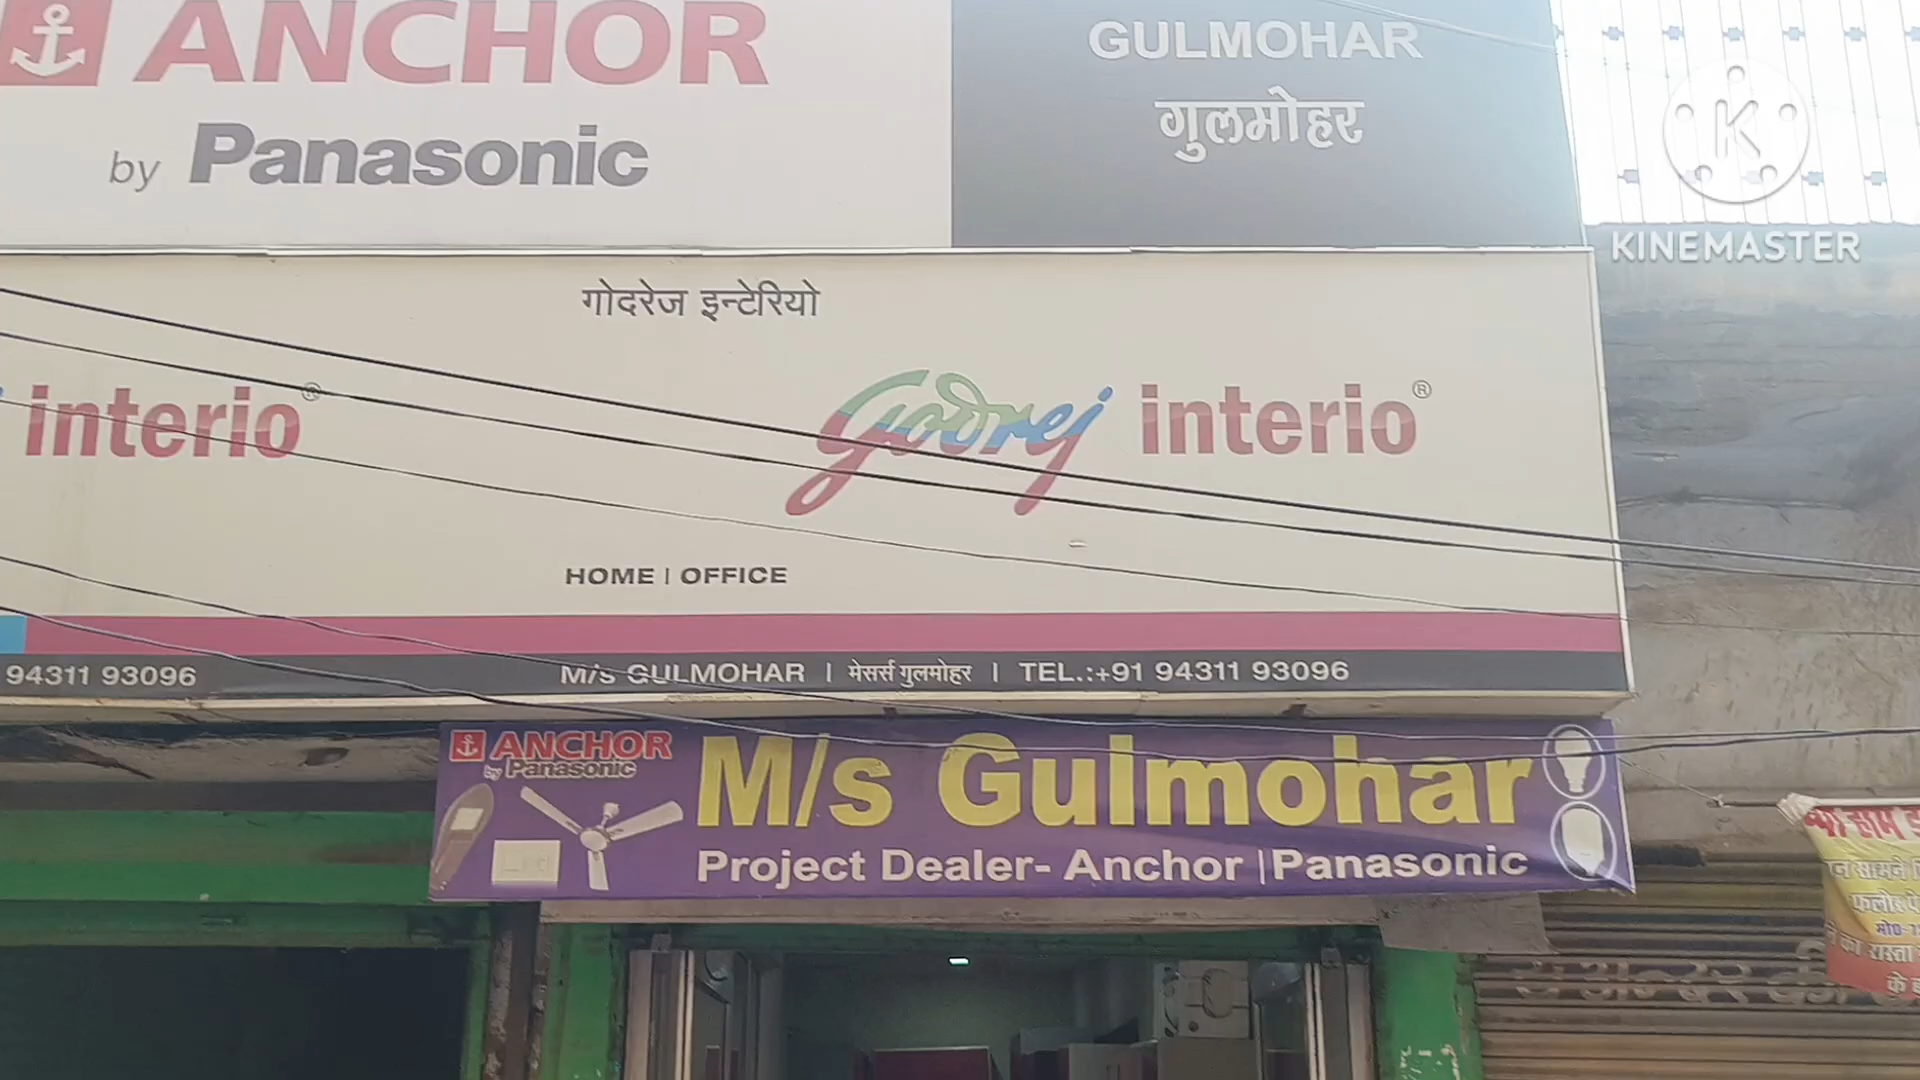 ANCHOR
by Panasonic
GULMOHAR
गुलमोहर
KINEMASTER
गोदरेज इन्टेरियो
interio®
Godrej interio®
HOME | OFFICE
94311 93096
M/s GULMOHAR | मेसर्स गुलमोहर | TEL.:+91 94311 93096
ANCHOR
by Panasonic
M/s Gulmohar
Project Dealer- Anchor | Panasonic
सामने
का रास्ता
के